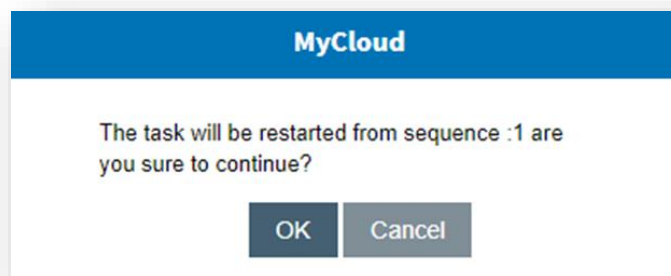 MyCloud
The task will be restarted from sequence :1 are
you sure to continue?
OK Cancel